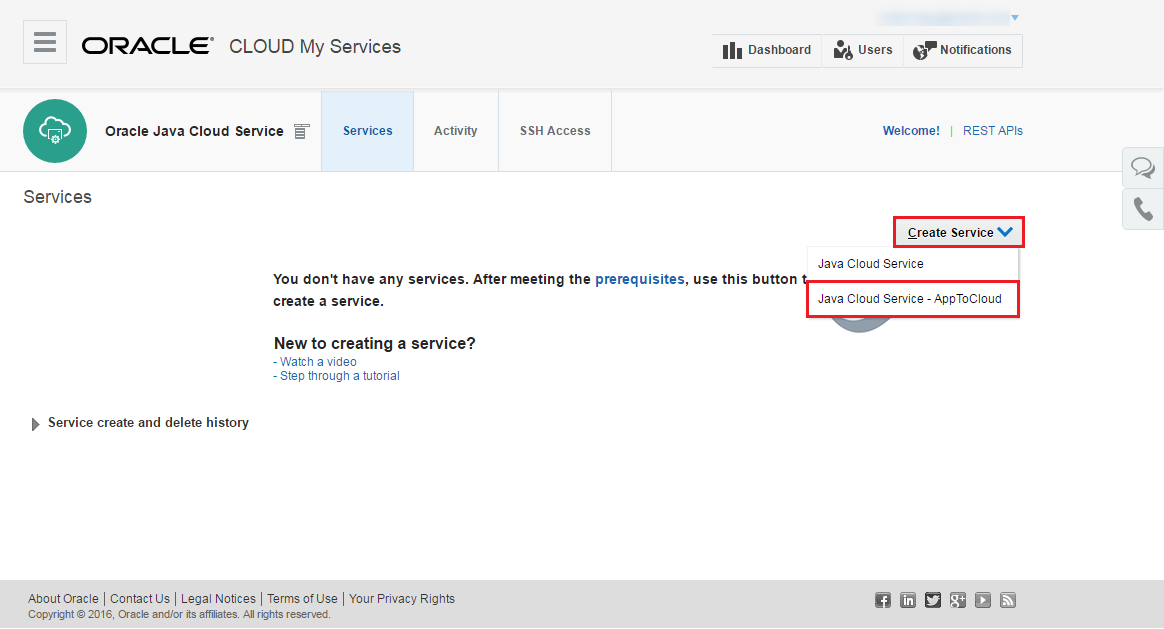 ORACLE CLOUD My Services
Dashboard Users Notifications
Oracle Java Cloud Service Services Activity SSH Access Welcome! | REST APIs
Services
Create Service
Java Cloud Service
Java Cloud Service - AppToCloud
You don't have any services. After meeting the prerequisites, use this button t
create a service.
New to creating a service?
- Watch a video
- Step through a tutorial
Service create and delete history
About Oracle | Contact Us | Legal Notices | Terms of Use | Your Privacy Rights
Copyright © 2016, Oracle and/or its affiliates. All rights reserved.